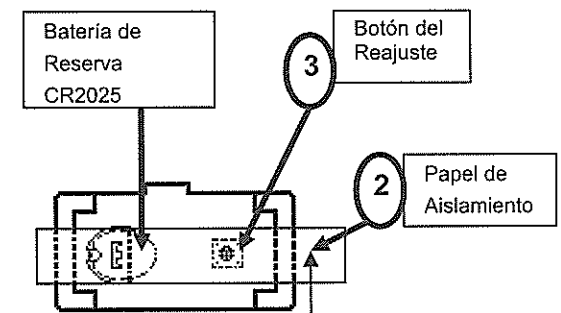 Batería de
Reserva
CR2025
3
Botón del
Reajuste
2
Papel de
Aislamiento